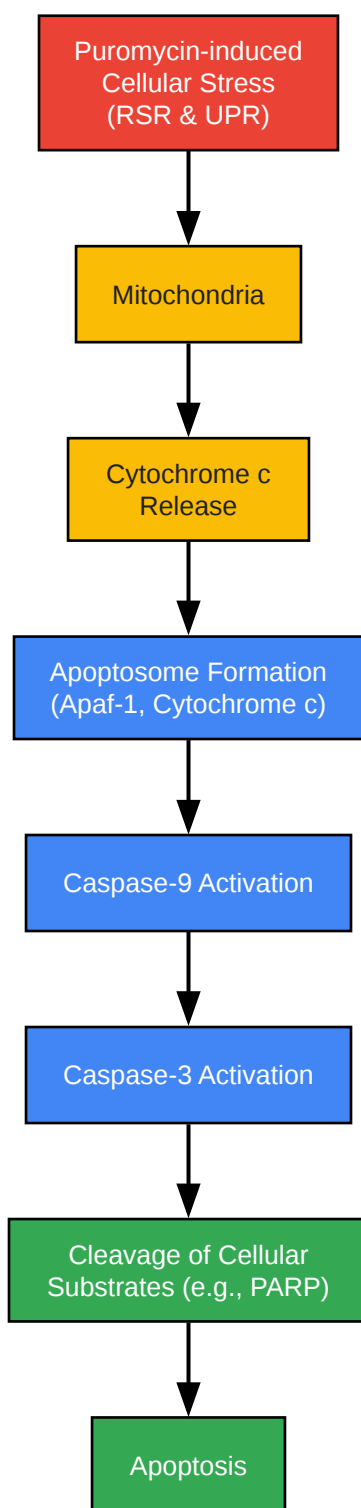 Puromycin-induced
Cellular Stress
(RSR & UPR)
Mitochondria
Cytochrome c
Release
Apoptosome Formation
(Apaf-1, Cytochrome c)
Caspase-9 Activation
Caspase-3 Activation
Cleavage of Cellular
Substrates (e.g., PARP)
Apoptosis